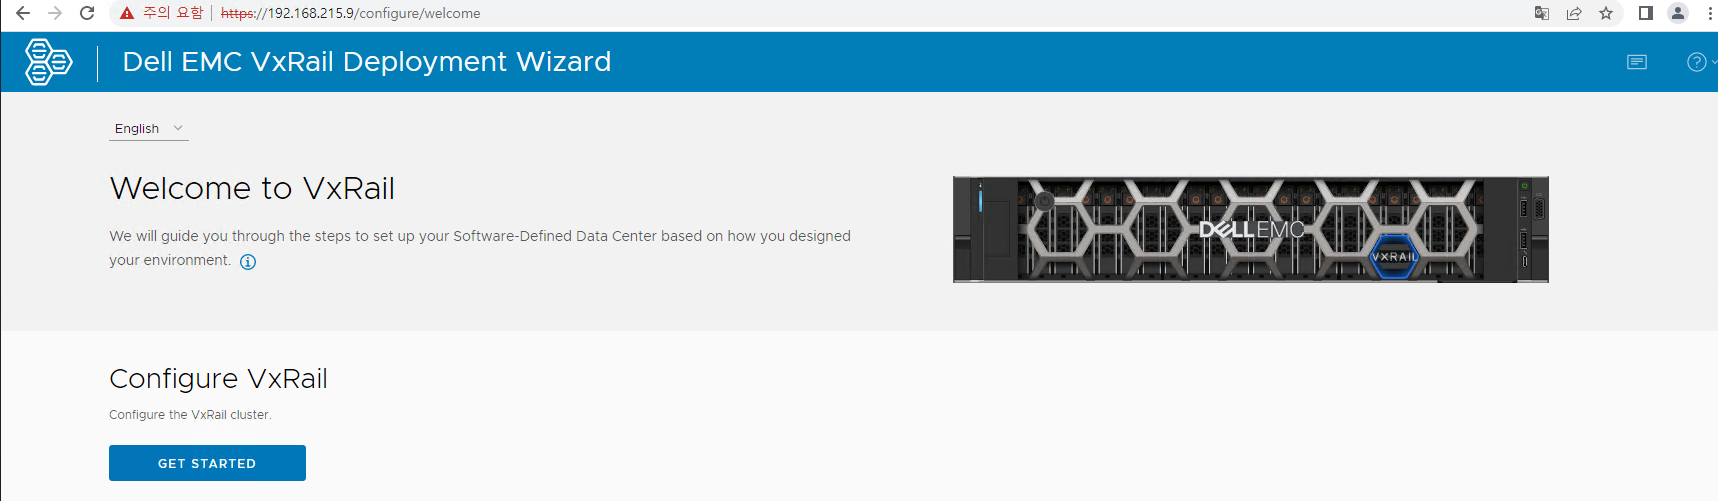 주의 요함 https://192.168.215.9/configure/welcome
Dell EMC VxRail Deployment Wizard
English
Welcome to VxRail
We will guide you through the steps to set up your Software-Defined Data Center based on how you designed
your environment.
DELLEMC
VXRAIL
Configure VxRail
Configure the VxRail cluster.
GET STARTED